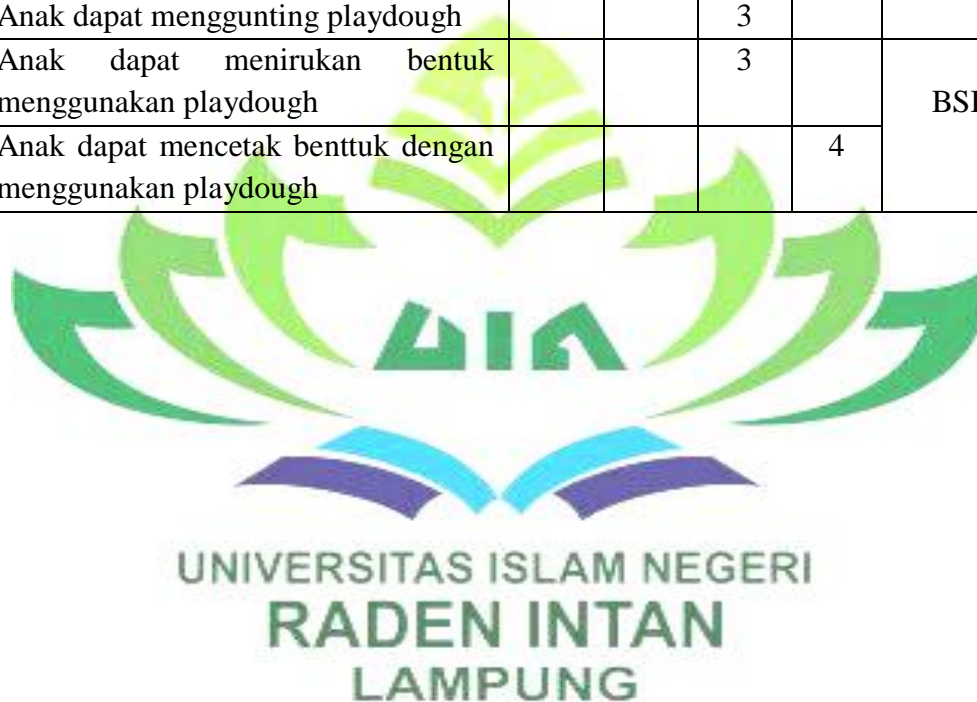 Anak dapat menggunting playdough 3
Anak dapat menirukan bentuk 3
menggunakan playdough
Anak dapat mencetak benttuk dengan 4
menggunakan playdough
UIN
UNIVERSITAS ISLAM NEGERI
RADEN INTAN
LAMPUNG